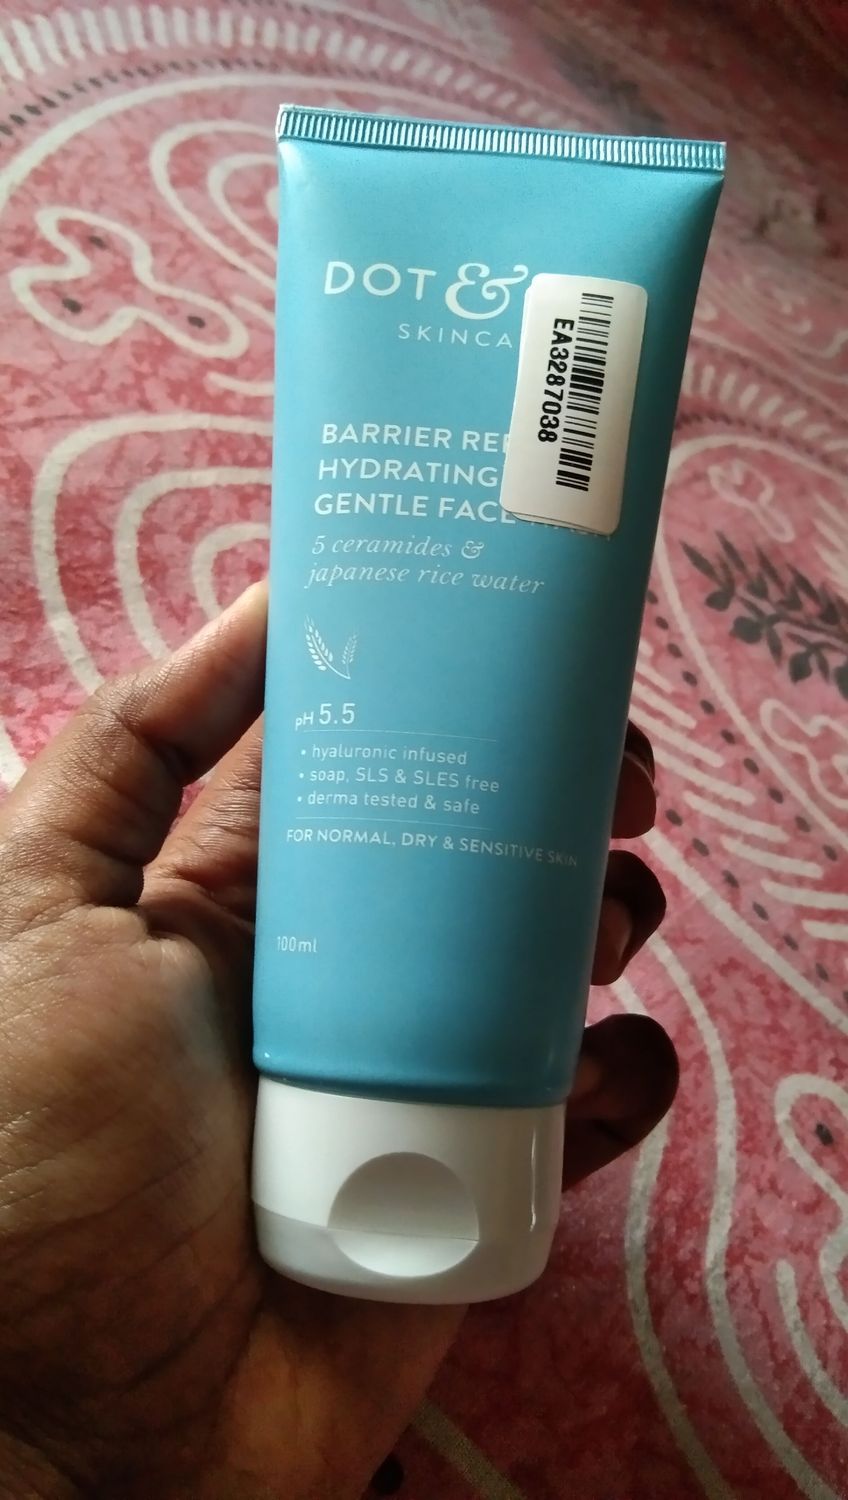 DOT &
SKINCA
EA3287038
BARRIER RE
HYDRATING
GENTLE FACE
5 ceramides &
japanese rice water
pH 5.5
• hyaluronic infused
• soap, SLS & SLES free
• derma tested & safe
FOR NORMAL, DRY & SENSITIVE SKIN
100ml